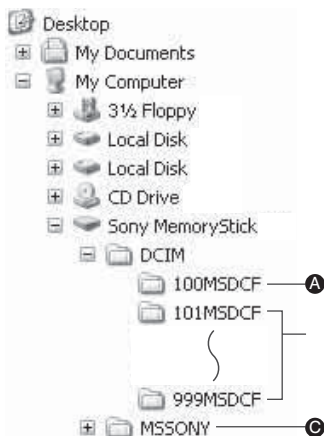 Desktop
My Documents
My Computer
3½ Floppy
Local Disk
Local Disk
CD Drive
Sony MemoryStick
DCIM
100MSDCF A
101MSDCF
999MSDCF
MSSONY C